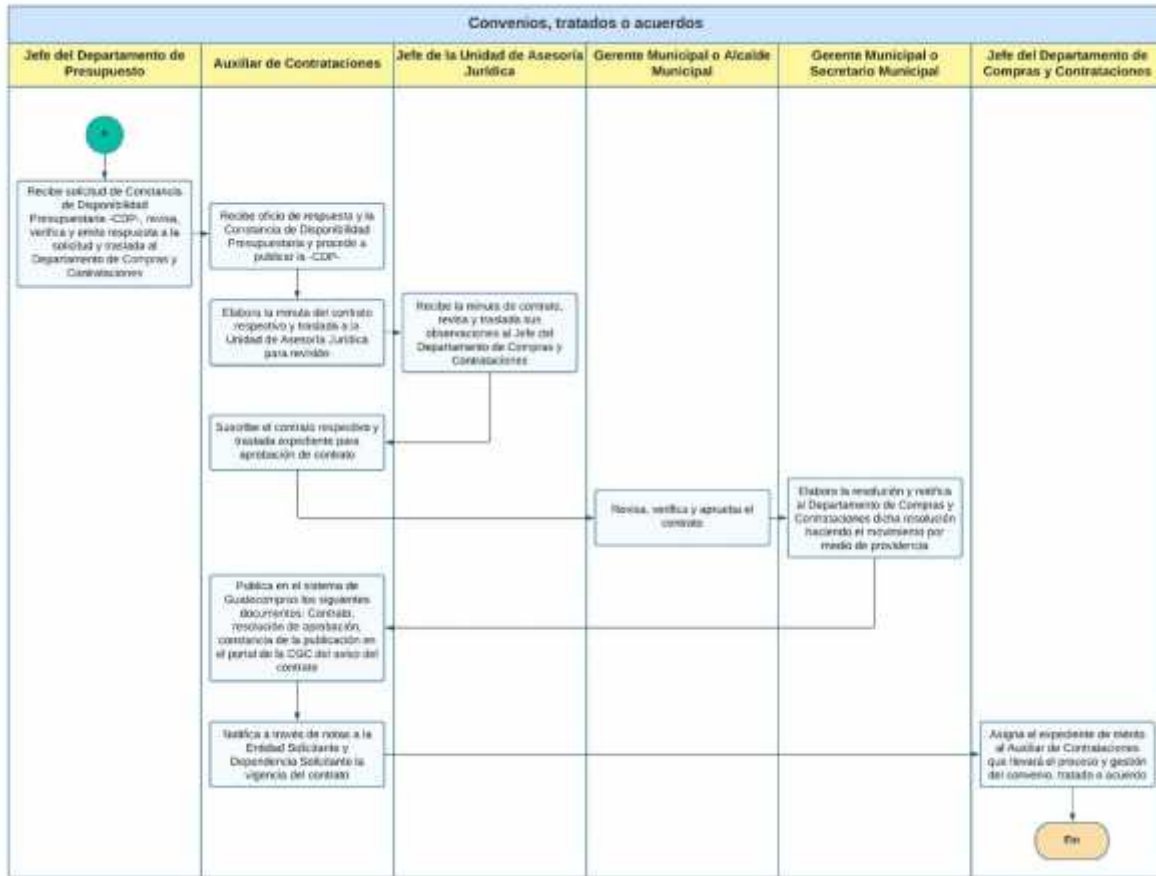 Convenios, tratados o acuerdos
Jefe del Departamento de
Presupuesto
Auxiliar de Contrataciones
Jefe de la Unidad de Asesoría
Jurídica
Gerente Municipal o Alcalde
Municipal
Gerente Municipal o
Secretario Municipal
Jefe del Departamento de
Compras y Contrataciones
Recibe solicitud de Constancia
de Disponibilidad
Presupuestaria -CDP-, revisa,
verifica y emite respuesta a la
solicitud y traslada al
Departamento de Compras y
Contrataciones
Recibe oficio de respuesta y la
Constancia de Disponibilidad
Presupuestaria y procede a
publicar la -CDP-
Elabora la minuta del contrato
respectivo y traslada a la
Unidad de Asesoría Jurídica
para revisión
Recibe la minuta de contrato,
revisa y traslada sus
observaciones al Jefe del
Departamento de Compras y
Contrataciones
Suscribe el contrato respectivo y
traslada expediente para
aprobación de contrato
Revisa, verifica y aprueba el
contrato
Elabora la resolución y notifica
al Departamento de Compras y
Contrataciones dicha resolución
haciendo el movimiento por
medio de providencia
Publica en el sistema de
Guatecompras los siguientes
documentos: Contrato,
resolución de aprobación,
constancia de la publicación en
el portal de la CGC del aviso del
contrato
Notifica a través de notas a la
Entidad Solicitante y
Dependencia Solicitante la
vigencia del contrato
Asigna el expediente de mérito
al Auxiliar de Contrataciones
que llevará el proceso y gestión
del convenio, tratado o acuerdo
Fin